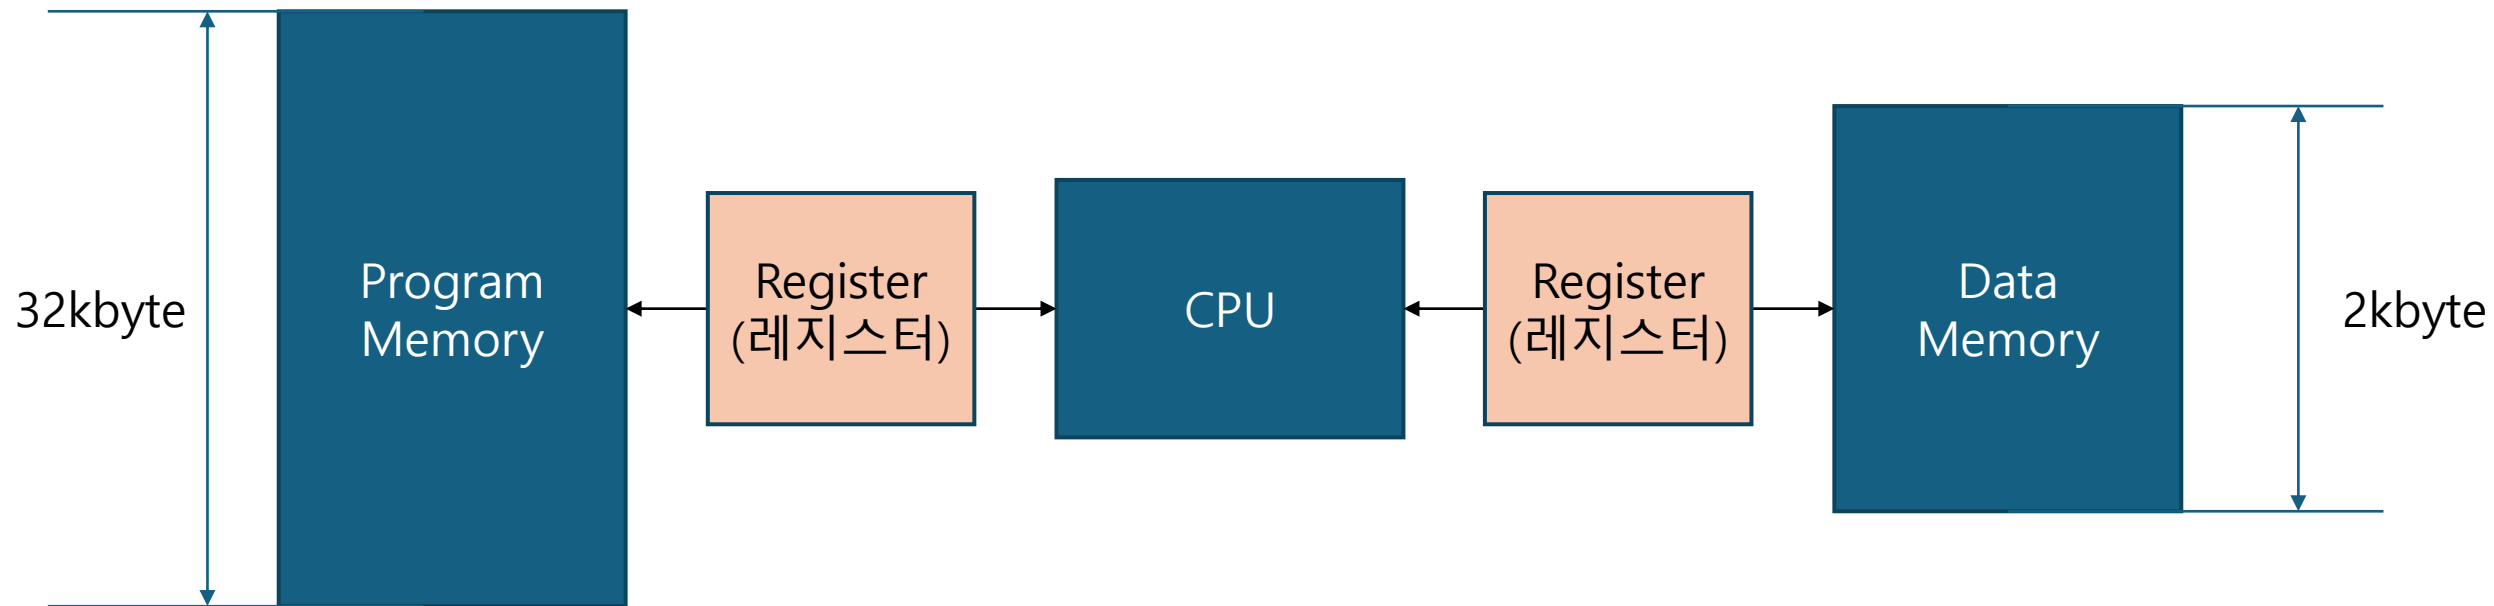 32kbyte
Program
Memory
Register
(레지스터)
CPU
Register
(레지스터)
Data
Memory
2kbyte